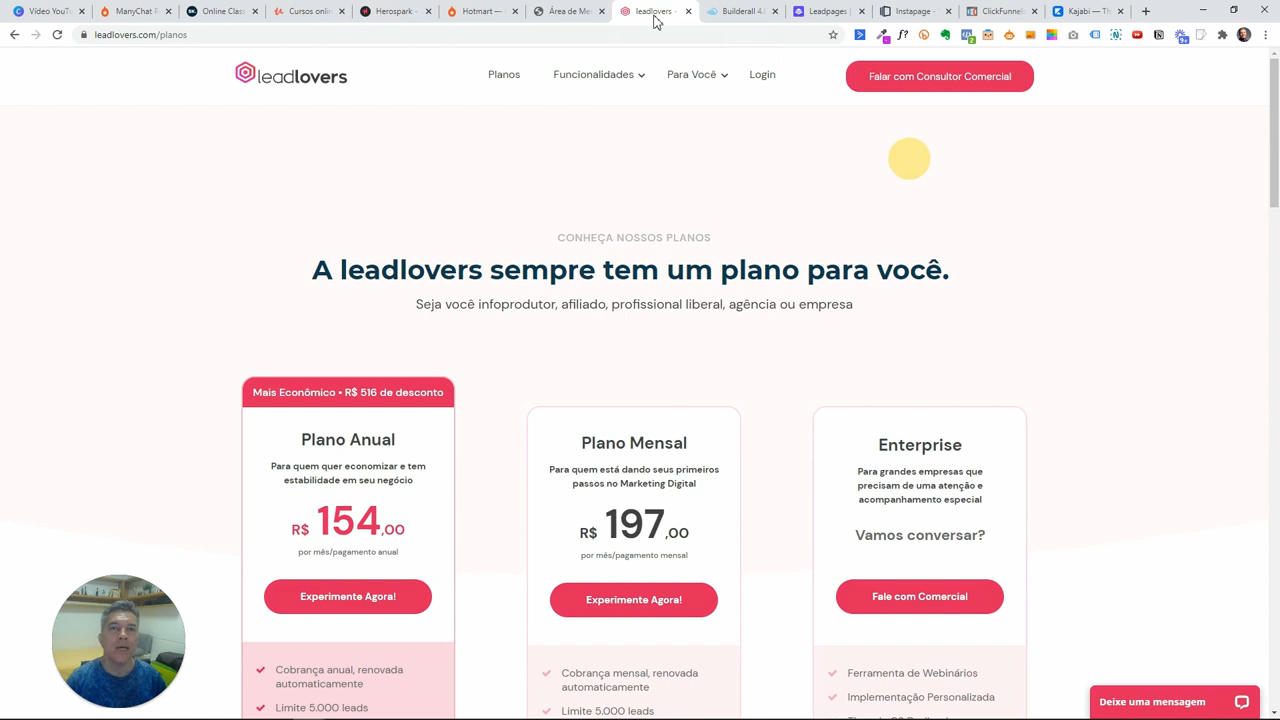 Vídeo YouTu
ManyChat P
Online Class
Cursos onlin
Herospark -
Hotmart —
Área de Mem
leadlovers -
Builderall 4.
Leadpages |
Instapage -
ClickFunnels
Kajabi — Th
leadlovers.com/planos
leadlovers
Planos
Funcionalidades
Para Você
Login
Falar com Consultor Comercial
CONHEÇA NOSSOS PLANOS
A leadlovers sempre tem um plano para você.
Seja você infoprodutor, afiliado, profissional liberal, agência ou empresa
Mais Econômico • R$ 516 de desconto
Plano Anual
Para quem quer economizar e tem
estabilidade em seu negócio
R$ 154,00
por mês/pagamento anual
Experimente Agora!
Cobrança anual, renovada
automaticamente
Limite 5.000 leads
Plano Mensal
Para quem está dando seus primeiros
passos no Marketing Digital
R$ 197,00
por mês/pagamento mensal
Experimente Agora!
Cobrança mensal, renovada
automaticamente
Limite 5.000 leads
Enterprise
Para grandes empresas que
precisam de uma atenção e
acompanhamento especial
Vamos conversar?
Fale com Comercial
Ferramenta de Webinários
Implementação Personalizada
Deixe uma mensagem